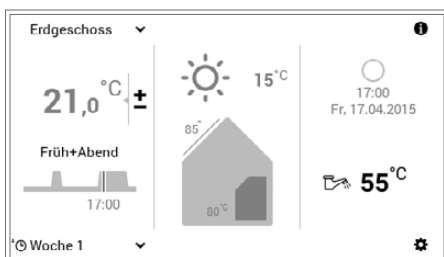 Erdgeschoss
21,0°C ±
Früh+Abend
17:00
Woche 1
15°C
85°
80°C
17:00
Fr, 17.04.2015
55°C